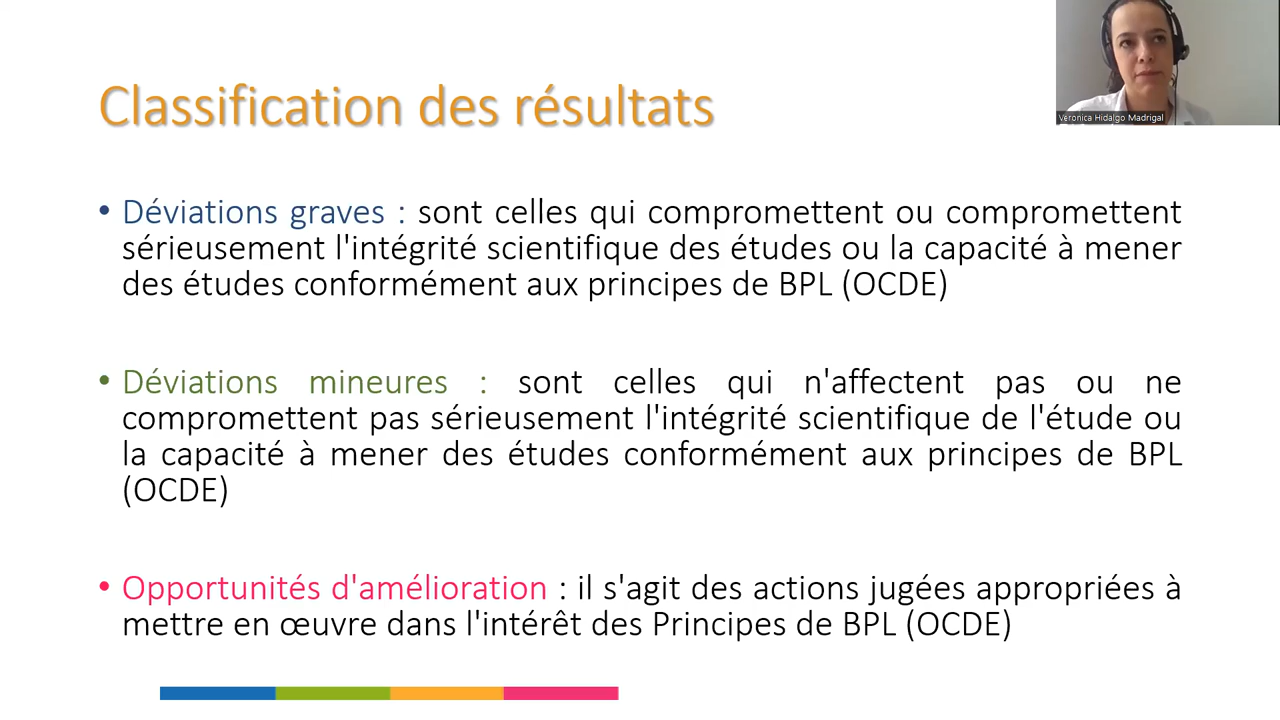 Classification des résultats
Veronica Hidalgo Madrigal
• Déviations graves : sont celles qui compromettent ou compromettent
sérieusement l'intégrité scientifique des études ou la capacité à mener
des études conformément aux principes de BPL (OCDE)
• Déviations mineures : sont celles qui n'affectent pas ou ne
compromettent pas sérieusement l'intégrité scientifique de l'étude ou
la capacité à mener des études conformément aux principes de BPL
(OCDE)
• Opportunités d'amélioration : il s'agit des actions jugées appropriées à
mettre en œuvre dans l'intérêt des Principes de BPL (OCDE)